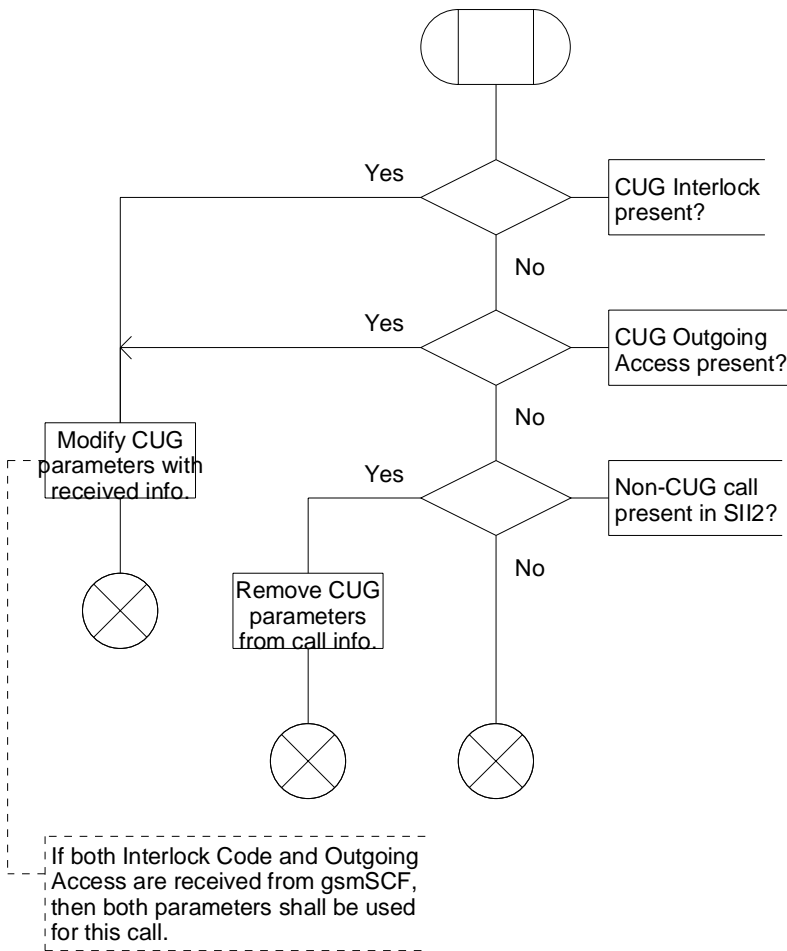 Yes
CUG Interlock
present?
No
Yes
CUG Outgoing
Access present?
No
Modify CUG
parameters with
received info.
Yes
Non-CUG call
present in SII2?
No
Remove CUG
parameters
from call info.
If both Interlock Code and Outgoing
Access are received from gsmSCF,
then both parameters shall be used
for this call.